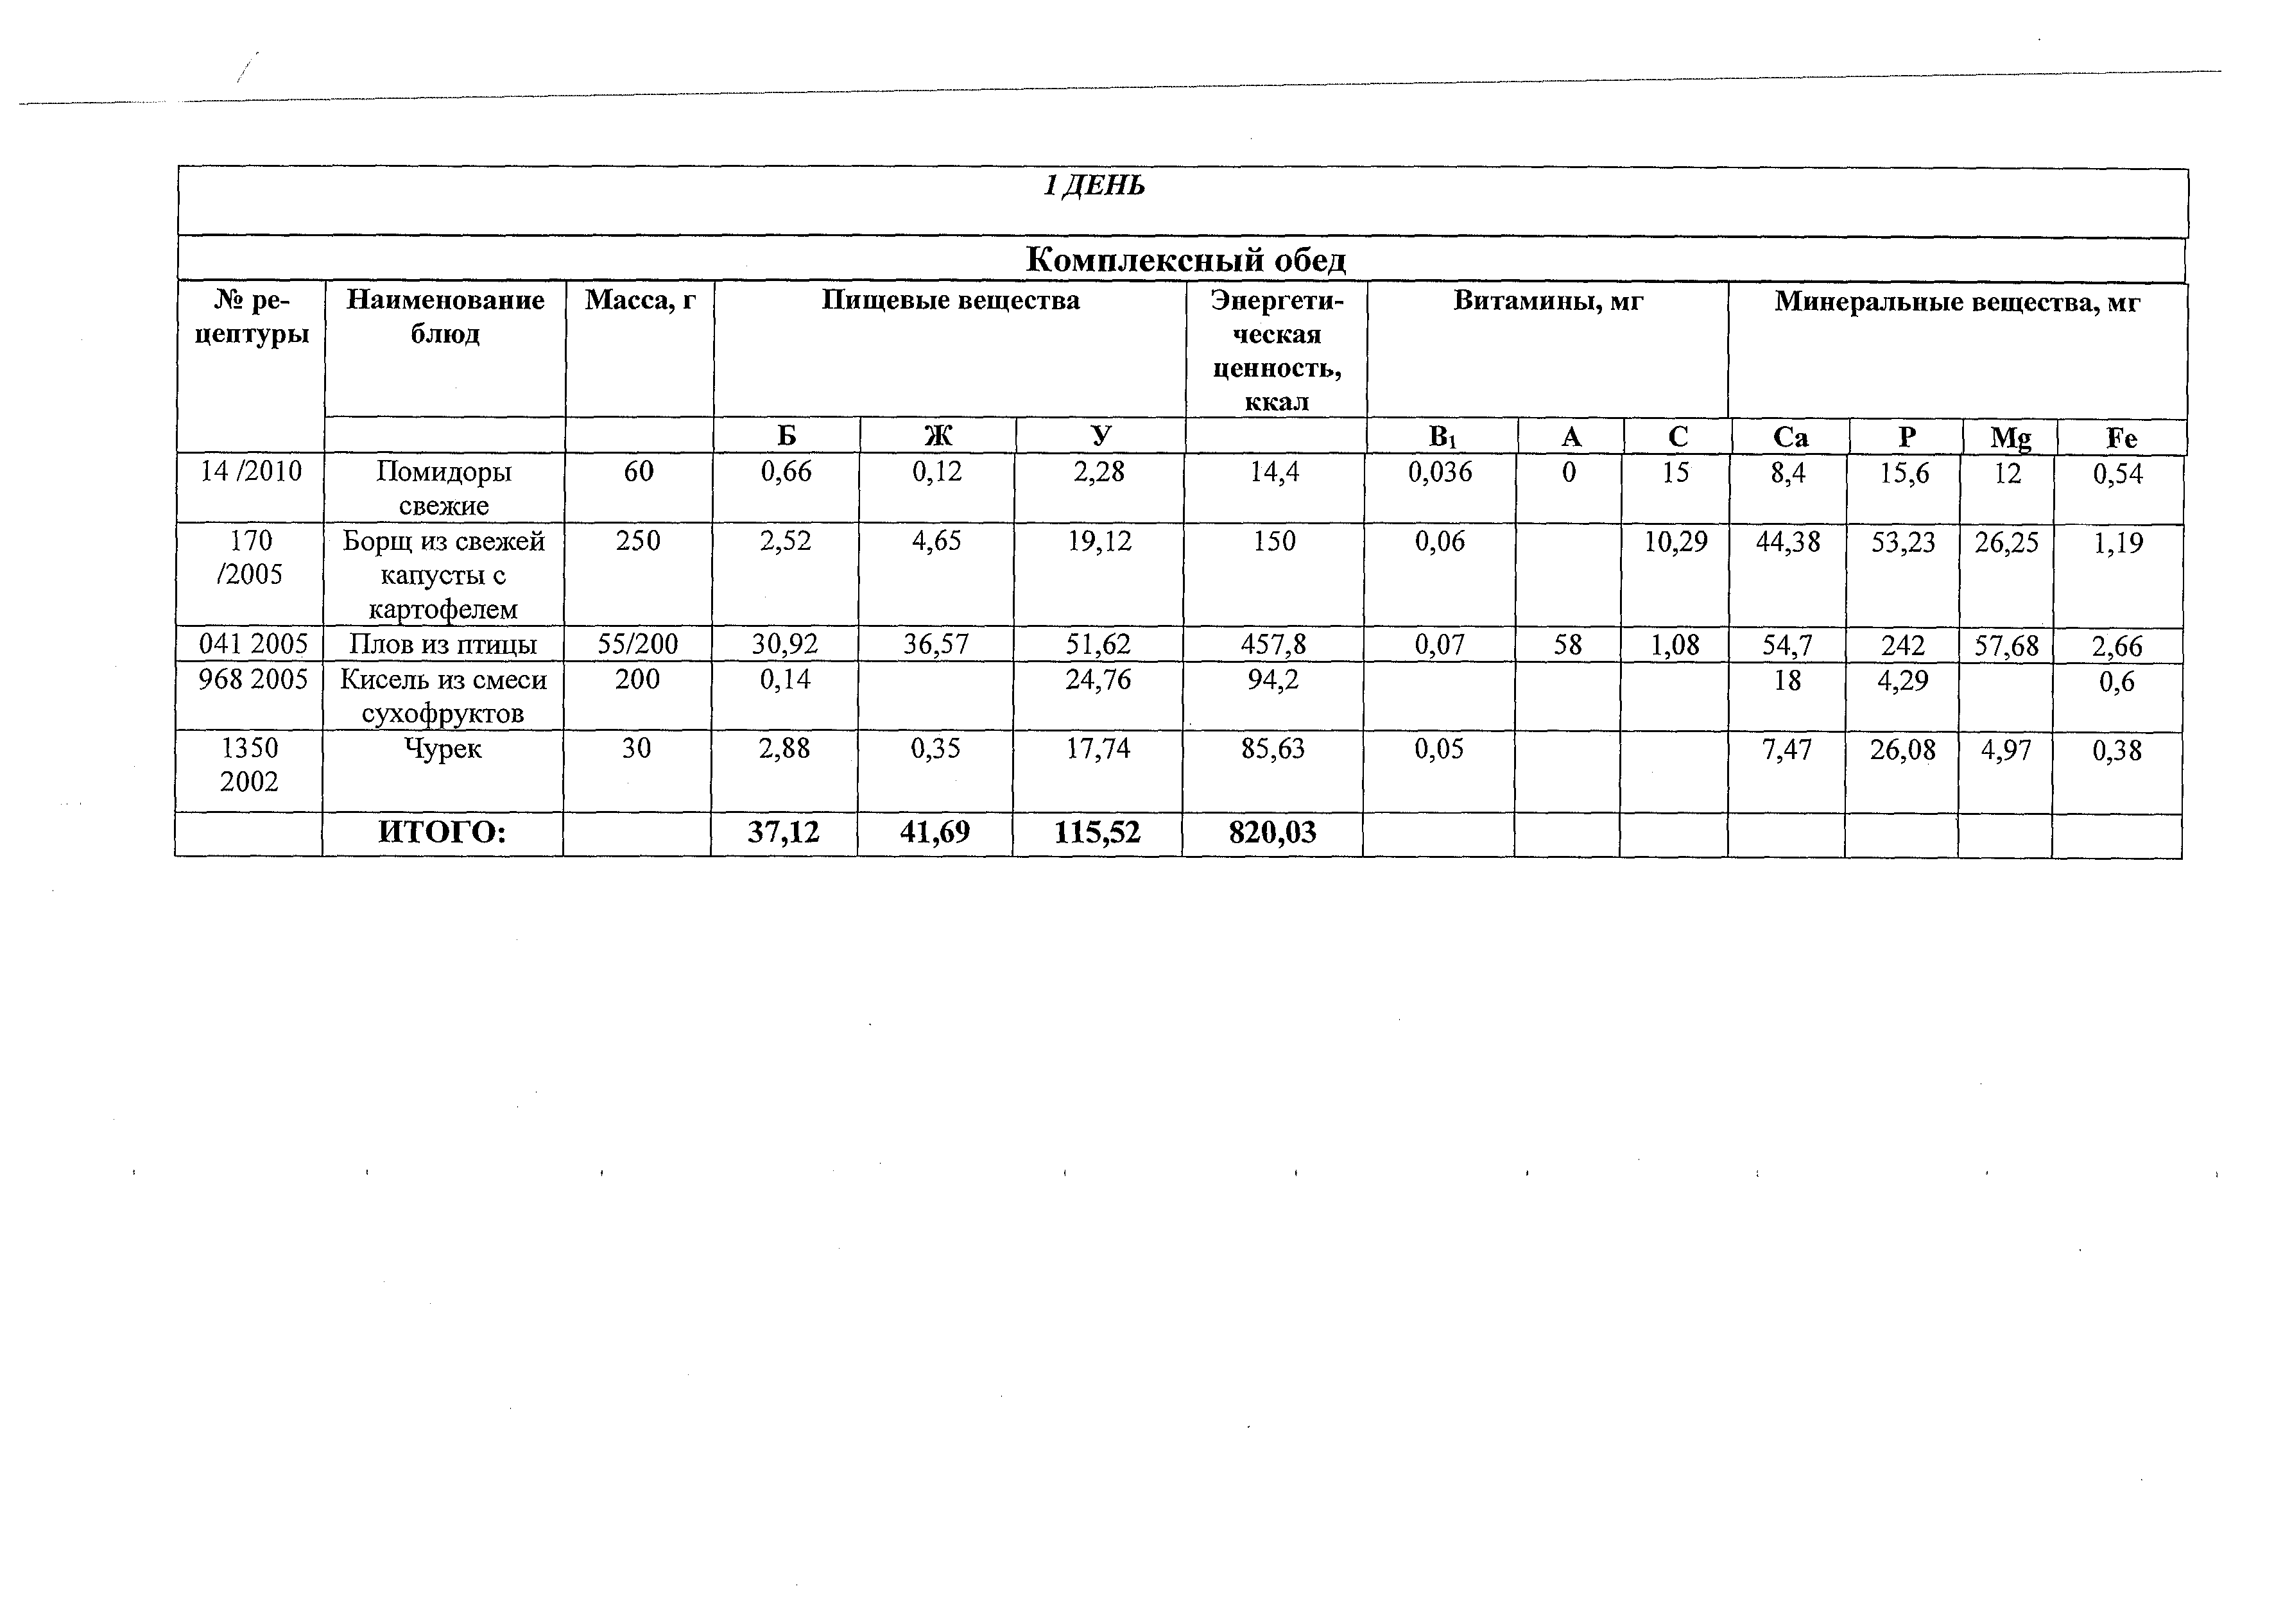 1 ДЕНЬ
Комплексный обед
№ ре-
цептуры
Наименование
блюд
Масса, г
Пищевые вещества
Энергети-
ческая
ценность,
ккал
Витамины, мг
Минеральные вещества, мг
Б Ж У B1 A C Ca P Mg Fe
14 /2010 Помидоры 60 0,66 0,12 2,28 14,4 0,036 0 15 8,4 15,6 12 0,54
свежие
170 Борщ из свежей 250 2,52 4,65 19,12 150 0,06 10,29 44,38 53,23 26,25 1,19
/2005 капусты с
картофелем
041 2005 Плов из птицы 55/200 30,92 36,57 51,62 457,8 0,07 58 1,08 54,7 242 57,68 2,66
968 2005 Кисель из смеси 200 0,14 24,76 94,2 18 4,29 0,6
сухофруктов
1350 Чурек 30 2,88 0,35 17,74 85,63 0,05 7,47 26,08 4,97 0,38
2002
ИТОГО: 37,12 41,69 115,52 820,03